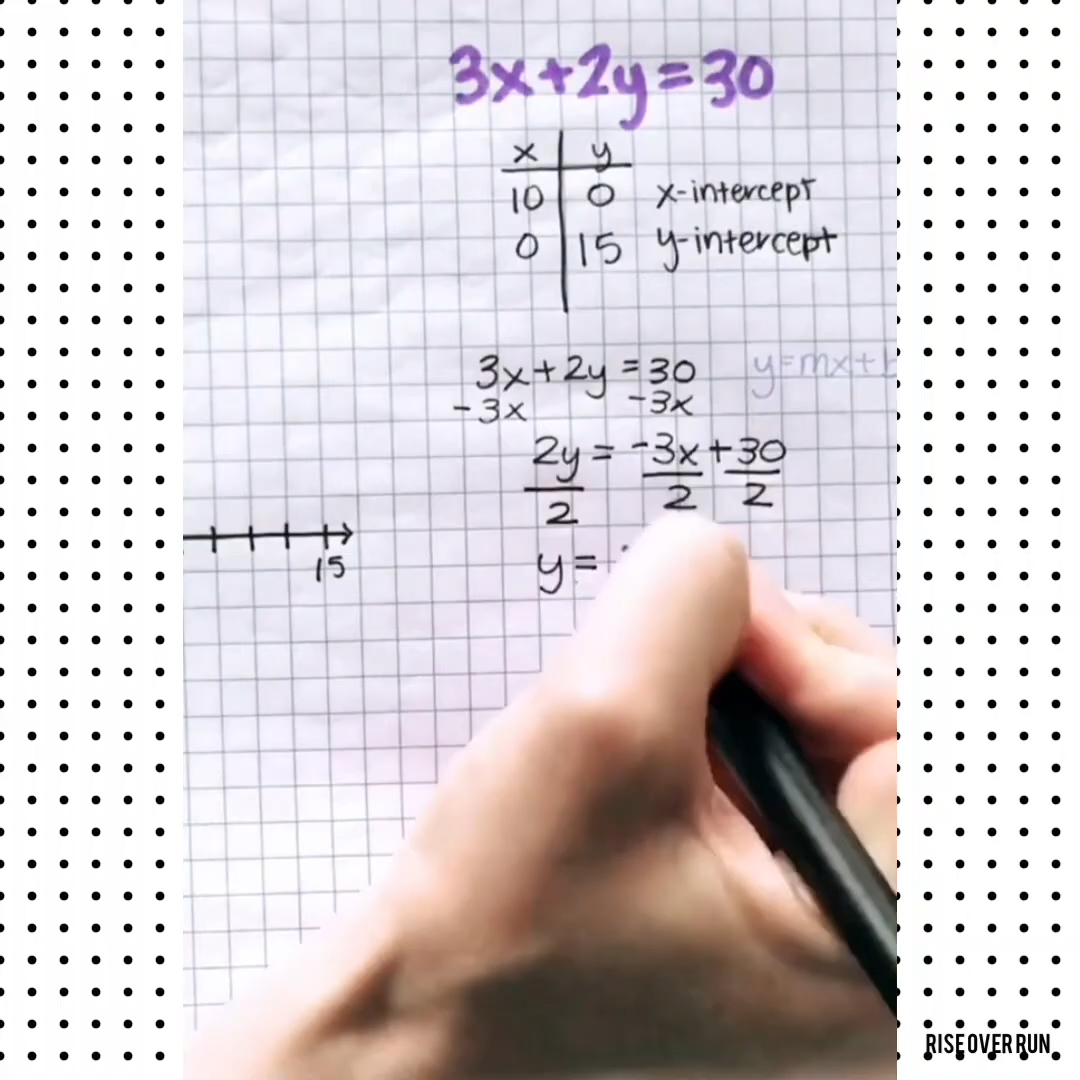 3x+2y=30
x y
10 0 x-intercept
0 15 y-intercept
3x+2y=30 y=mx+
-3x -3x
2y = -3x + 30
2 2 2
y=
15
RISE OVER RUN